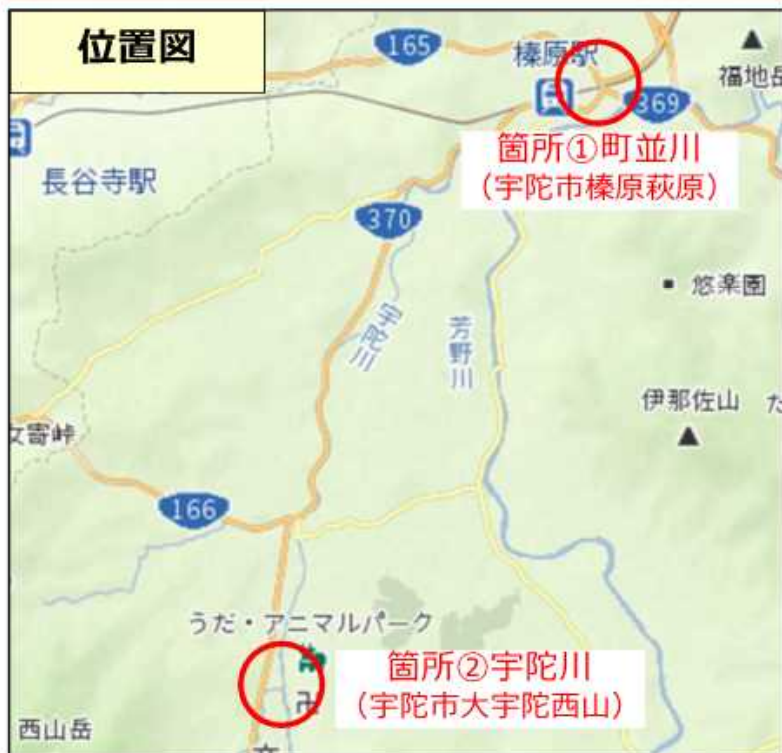 位置図
165
榛原駅
福地岳
369
箇所①町並川
（宇陀市榛原萩原）
長谷寺駅
370
悠楽園
宇陀川
芳野川
伊那佐山
女寄峠
166
うだ・アニマルパーク
箇所②宇陀川
（宇陀市大宇陀西山）
西山岳